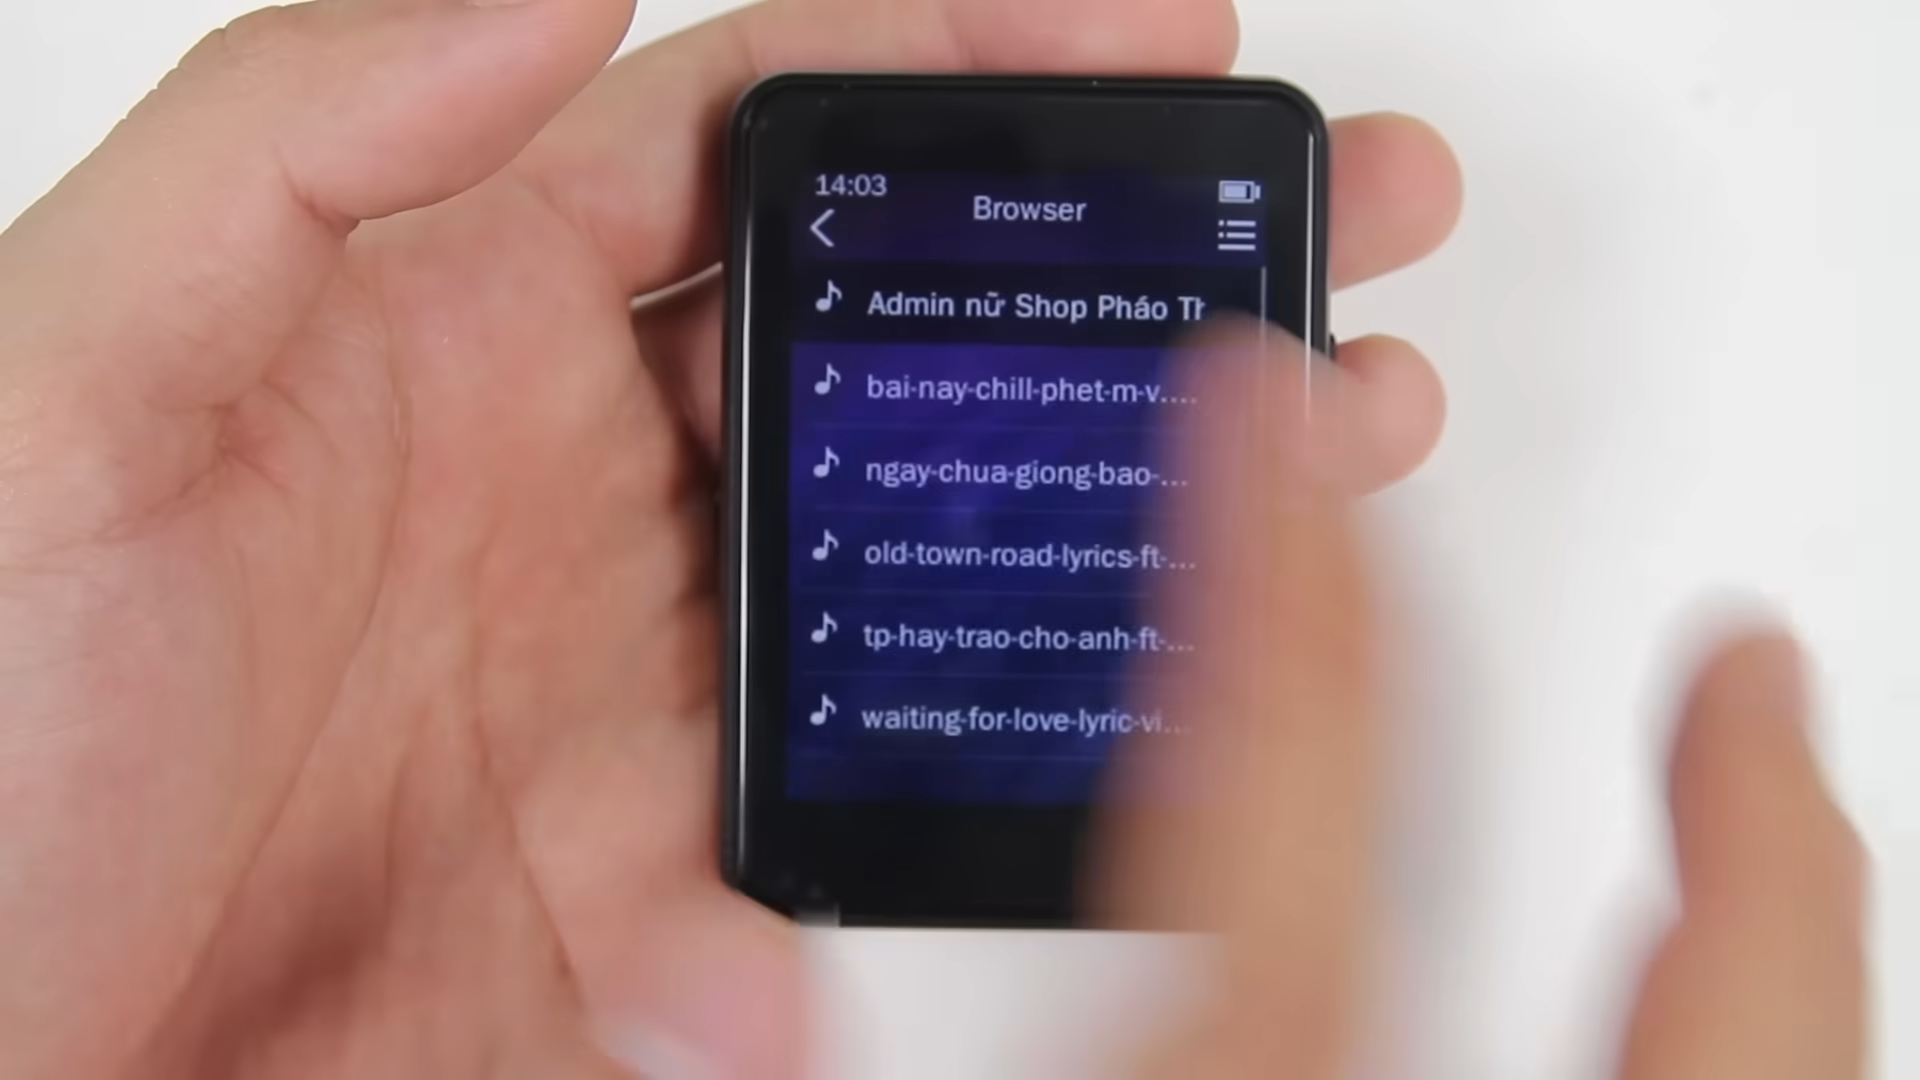 14:03
Browser
Admin nữ Shop Pháo
bai-nay-chill-phet-m-v....
ngay-chua-giong-bao-...
old-town-road-lyrics-ft-...
tp-hay-trao-cho-anh-ft-...
waiting-for-love-lyric-vi...